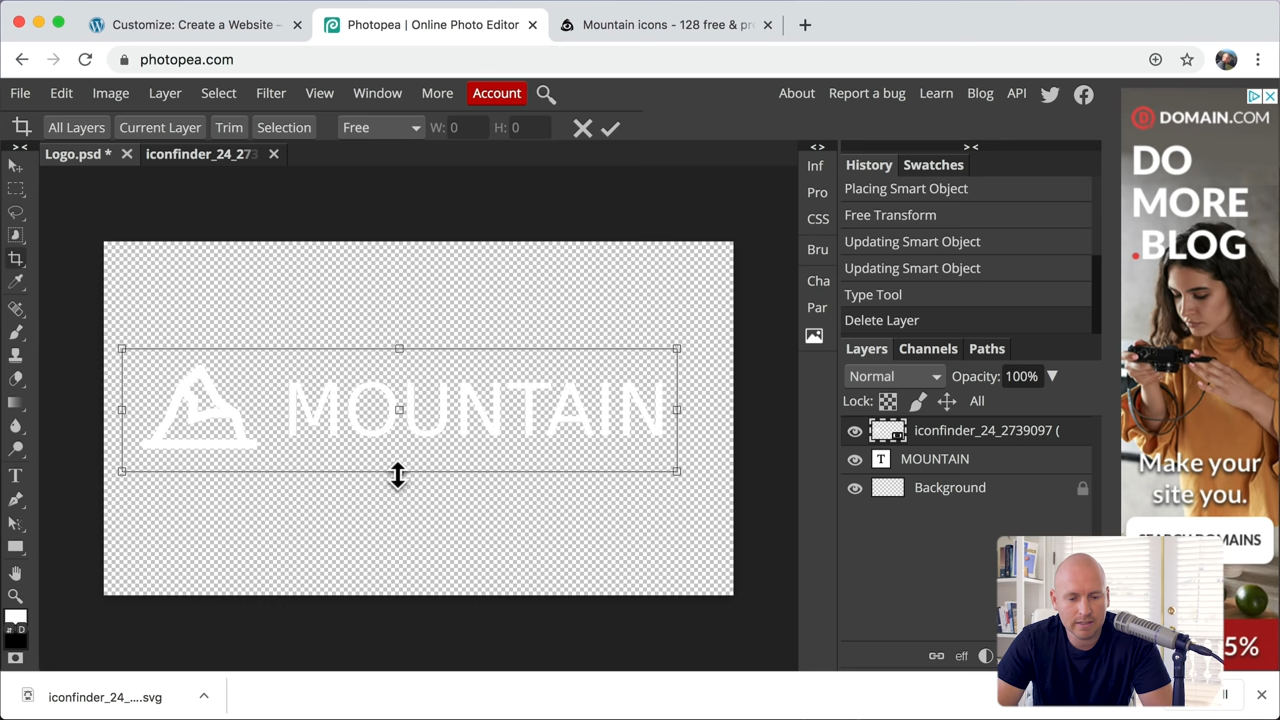 Customize: Create a Website –
Photopea | Online Photo Editor
Mountain icons - 128 free & pr
photopea.com
File Edit Image Layer Select Filter View Window More Account
About Report a bug Learn Blog API
All Layers Current Layer Trim Selection Free W: 0 H: 0
Logo.psd *
iconfinder_24_273
> <
< >
> <
Inf
Pro
CSS
Bru
Cha
Par
History Swatches
Placing Smart Object
Free Transform
Updating Smart Object
Updating Smart Object
Type Tool
Delete Layer
Layers Channels Paths
Normal Opacity: 100%
Lock: All
iconfinder_24_2739097 (
T MOUNTAIN
Background
eff
MOUNTAIN
T
D
D DOMAIN.COM
DO
MORE
.BLOG
Make your
site you.
SEARCH DOMAINS
5%
iconfinder_24_....svg